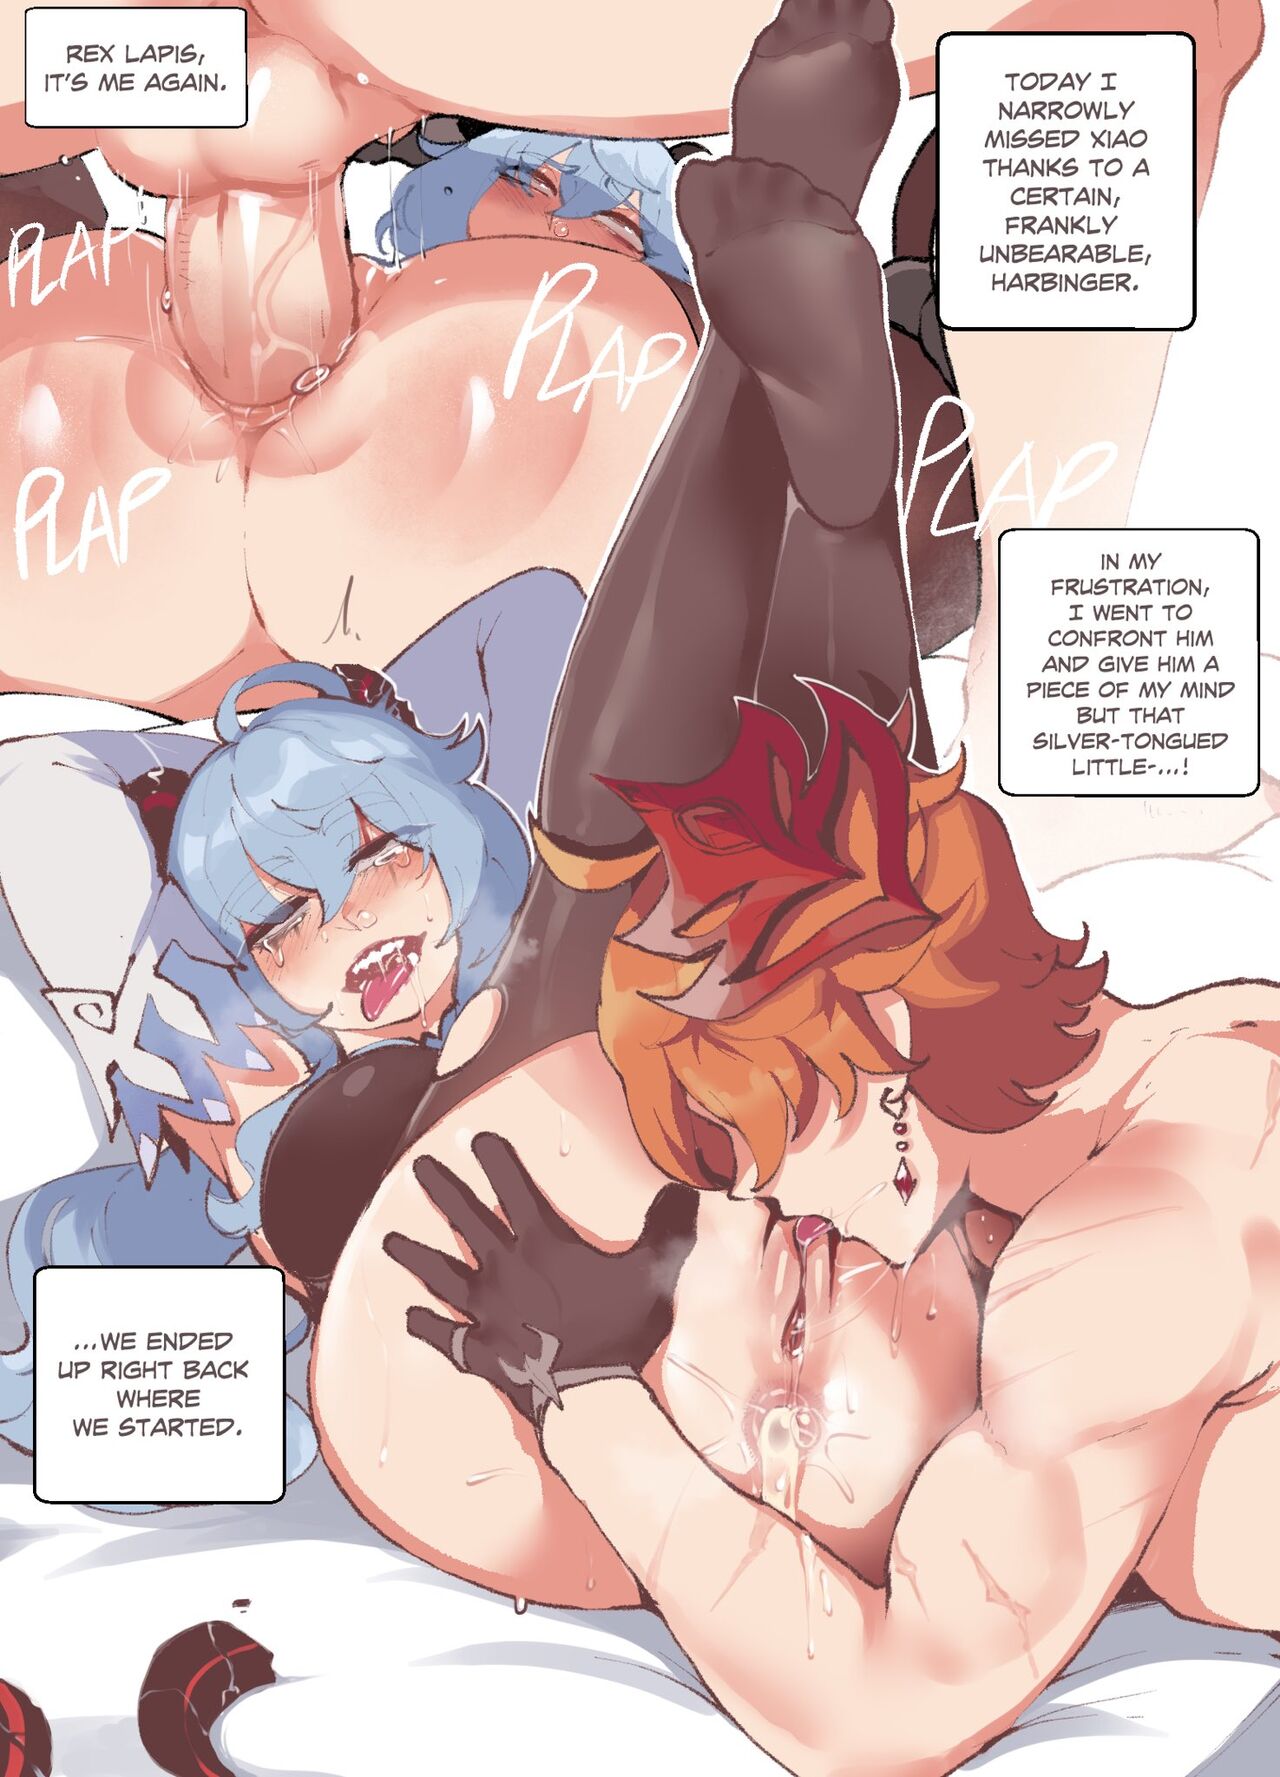 REX LAPIS,
IT'S ME AGAIN.
TODAY I
NARROWLY
MISSED XIAO
THANKS TO A
CERTAIN,
FRANKLY
UNBEARABLE,
HARBINGER.
PLAP
PLAP
PLAP
PLAP
IN MY
FRUSTRATION,
I WENT TO
CONFRONT HIM
AND GIVE HIM A
PIECE OF MY MIND
BUT THAT
SILVER-TONGUED
LITTLE-...!
...WE ENDED
UP RIGHT BACK
WHERE
WE STARTED.